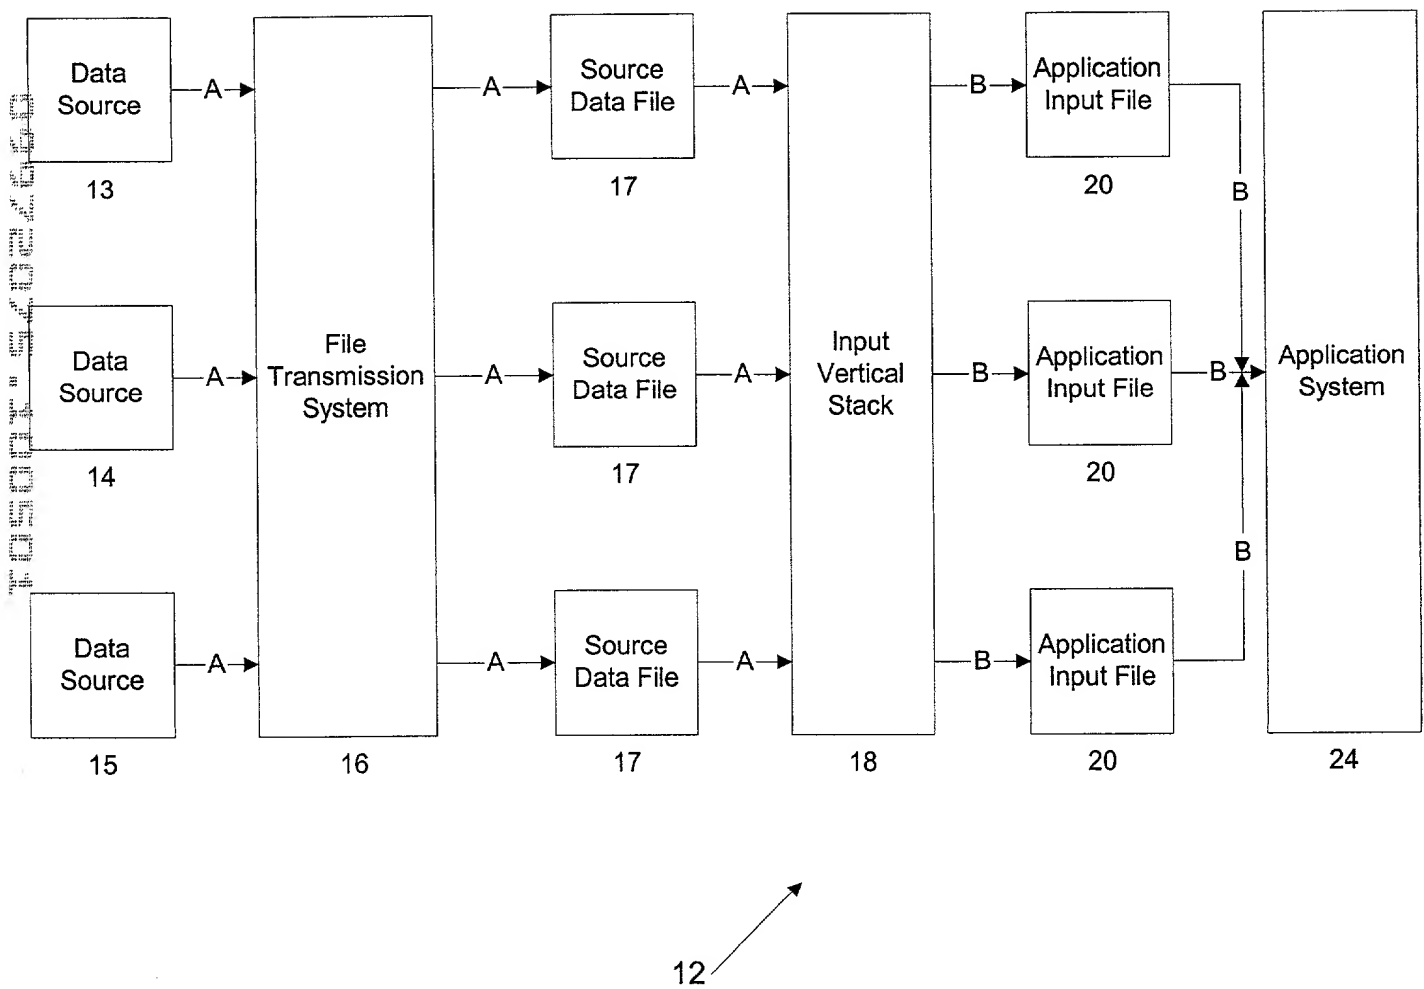 Data
Source
13
A
File
Transmission
System
16
A
Source
Data File
17
A
Input
Vertical
Stack
18
B
Application
Input File
20
B
Application
System
24
Data
Source
14
A
A
Source
Data File
17
A
B
Application
Input File
20
B
Data
Source
15
A
A
Source
Data File
17
A
B
Application
Input File
20
B
12